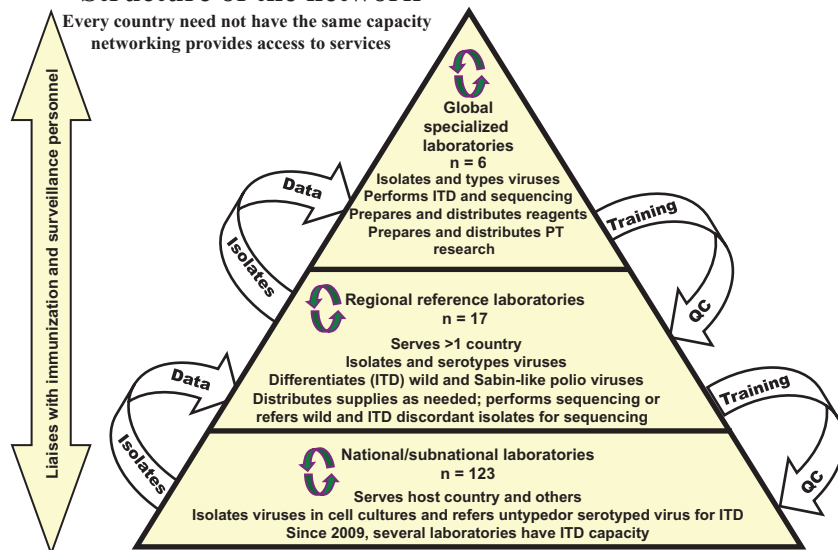 Structure of the network
Every country need not have the same capacity
networking provides access to services
Liaises with immunization and surveillance personnel
Global
specialized
laboratories
n = 6
Isolates and types viruses
Performs ITD and sequencing
Prepares and distributes reagents
Prepares and distributes PT
research
Data
Isolates
Training
QC
Regional reference laboratories
n = 17
Serves >1 country
Isolates and serotypes viruses
Differentiates (ITD) wild and Sabin-like polio viruses
Distributes supplies as needed; performs sequencing or
refers wild and ITD discordant isolates for sequencing
Data
Isolates
Training
QC
National/subnational laboratories
n = 123
Serves host country and others
Isolates viruses in cell cultures and refers untypedor serotyped virus for ITD
Since 2009, several laboratories have ITD capacity